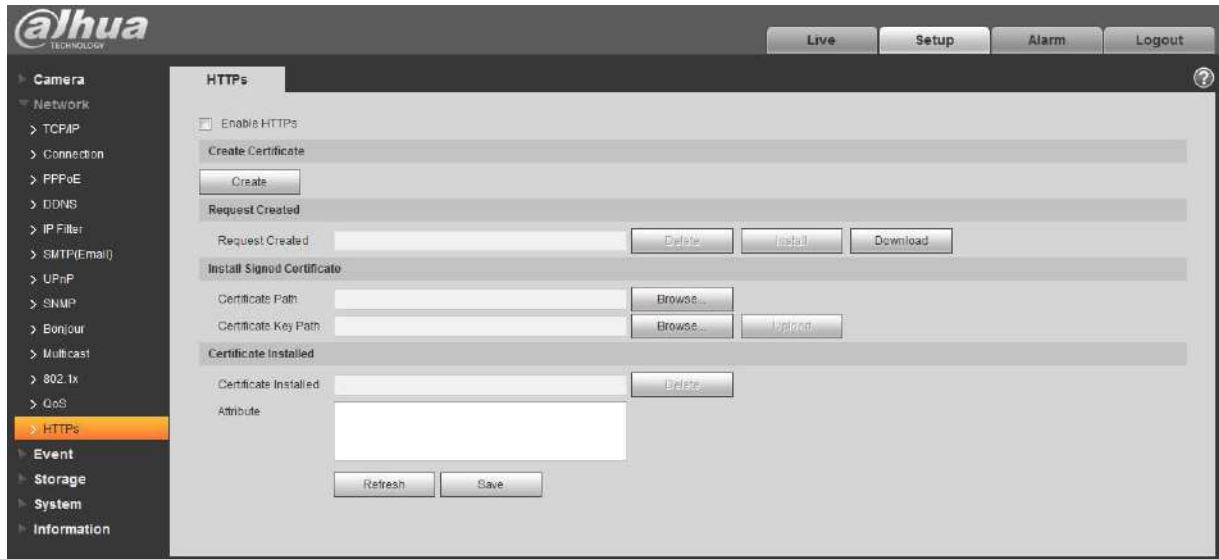 alhua
TECHNOLOGY
Live Setup Alarm Logout
Camera
Network
TCP/IP
Connection
PPPoE
DDNS
IP Filter
SMTP(Email)
UPnP
SNMP
Bonjour
Multicast
802.1x
QoS
HTTPs
Event
Storage
System
Information
HTTPs
?
Enable HTTPs
Create Certificate
Create
Request Created
Request Created Delete Install Download
Install Signed Certificate
Certificate Path Browse...
Certificate Key Path Browse... Upload
Certificate Installed
Certificate Installed Delete
Attribute
Refresh Save